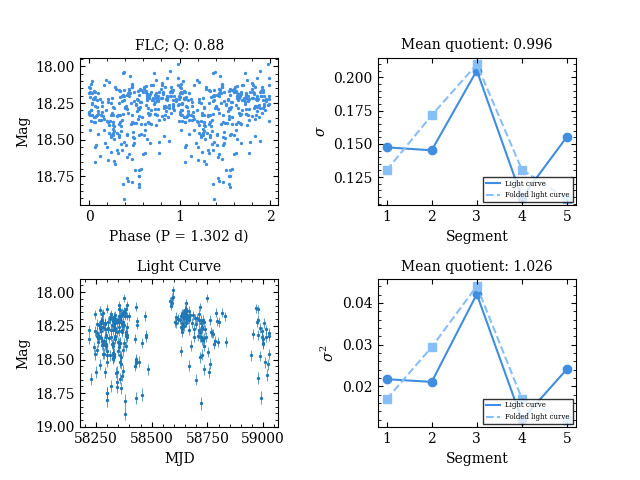 FLC; Q: 0.88
Mag
18.00
18.25
18.50
18.75
0 1 2
Phase (P = 1.302 d)
Mean quotient: 0.996
σ
0.200
0.175
0.150
0.125
Light curve
Folded light curve
1 2 3 4 5
Segment
Light Curve
Mag
18.00
18.25
18.50
18.75
19.00
58250 58500 58750 59000
MJD
Mean quotient: 1.026
σ²
0.04
0.03
0.02
Light curve
Folded light curve
1 2 3 4 5
Segment